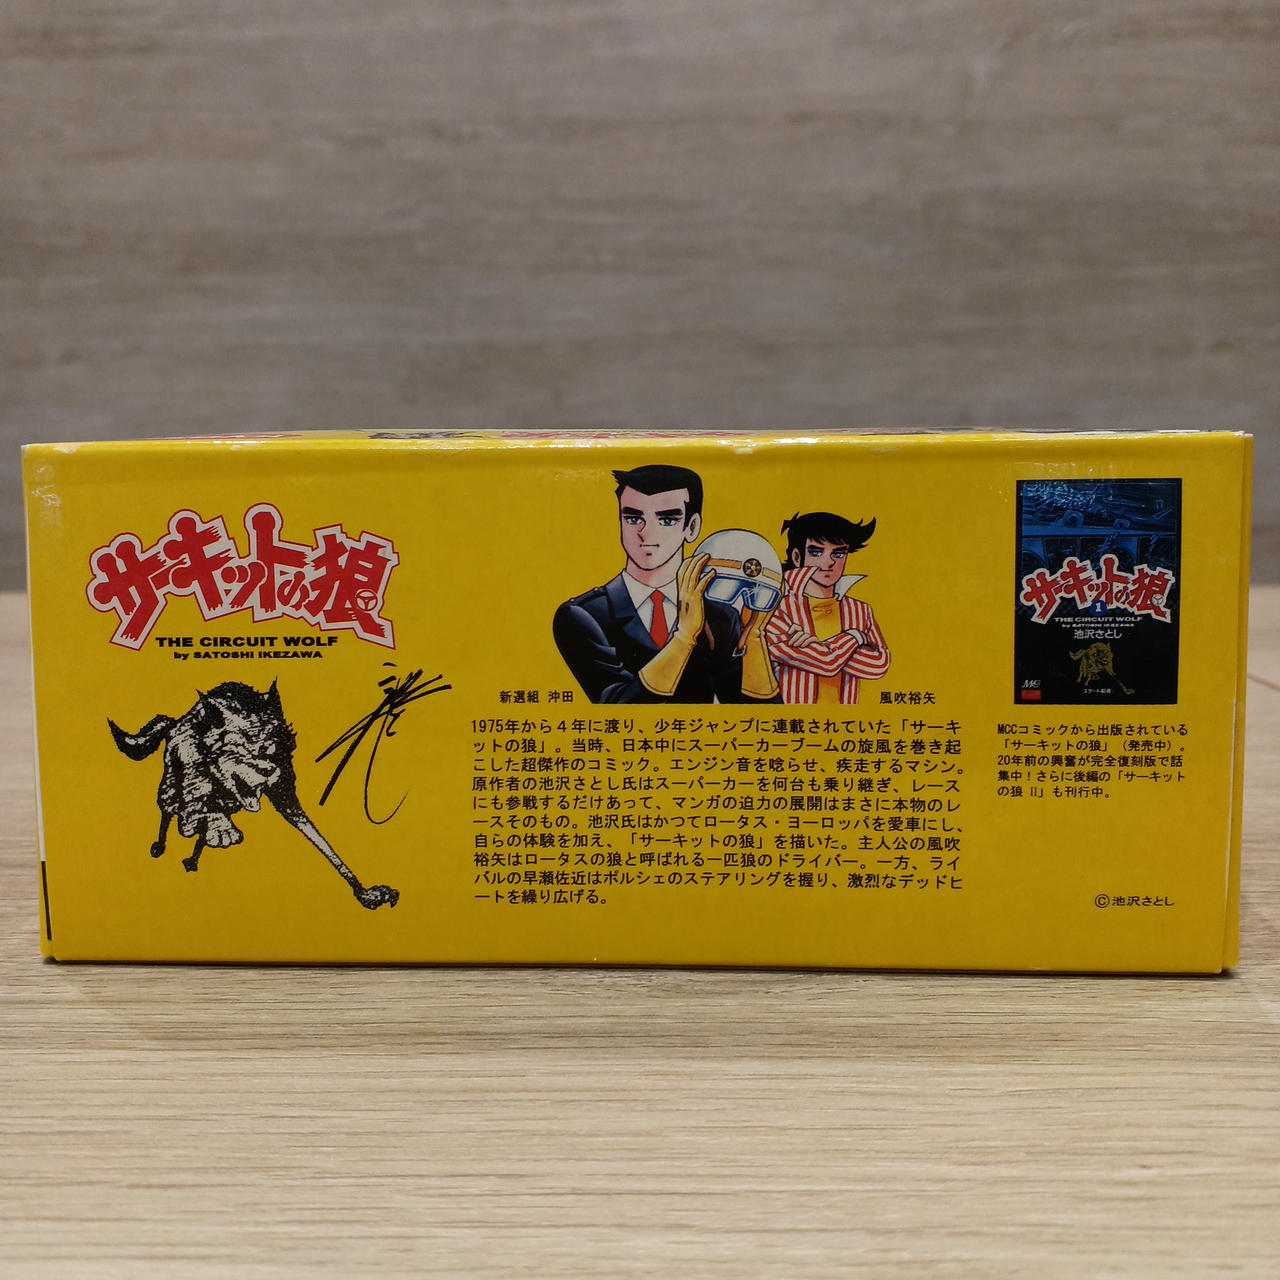 サーキットの狼
THE CIRCUIT WOLF
by SATOSHI IKEZAWA
新選組 沖田
風吹裕矢
1975年から4年に渡り、少年ジャンプに連載されていた「サーキ
ットの狼」。当時、日本中にスーパーカーブームの旋風を巻き起
こした超傑作のコミック。エンジン音を唸らせ、疾走するマシン。
原作者の池沢さとし氏はスーパーカーを何台も乗り継ぎ、レース
にも参戦するだけあって、マンガの迫力の展開はまさに本物のレ
ースそのもの。池沢氏はかつてロータス・ヨーロッパを愛車にし、
自らの体験を加え、「サーキットの狼」を描いた。主人公の風吹
裕矢はロータスの狼と呼ばれる一匹狼のドライバー。一方、ライ
バルの早瀬佐近はポルシェのステアリングを握り、激烈なデッドヒ
ートを繰り広げる。
サーキットの狼
1
THE CIRCUIT WOLF
by SATOSHI IKEZAWA
池沢さとし
MCCコミックから出版されている
「サーキットの狼」（発売中）。
20年前の興奮が完全復刻版で話
集中！さらに後編の「サーキット
の狼 II」も刊行中。
©池沢さとし